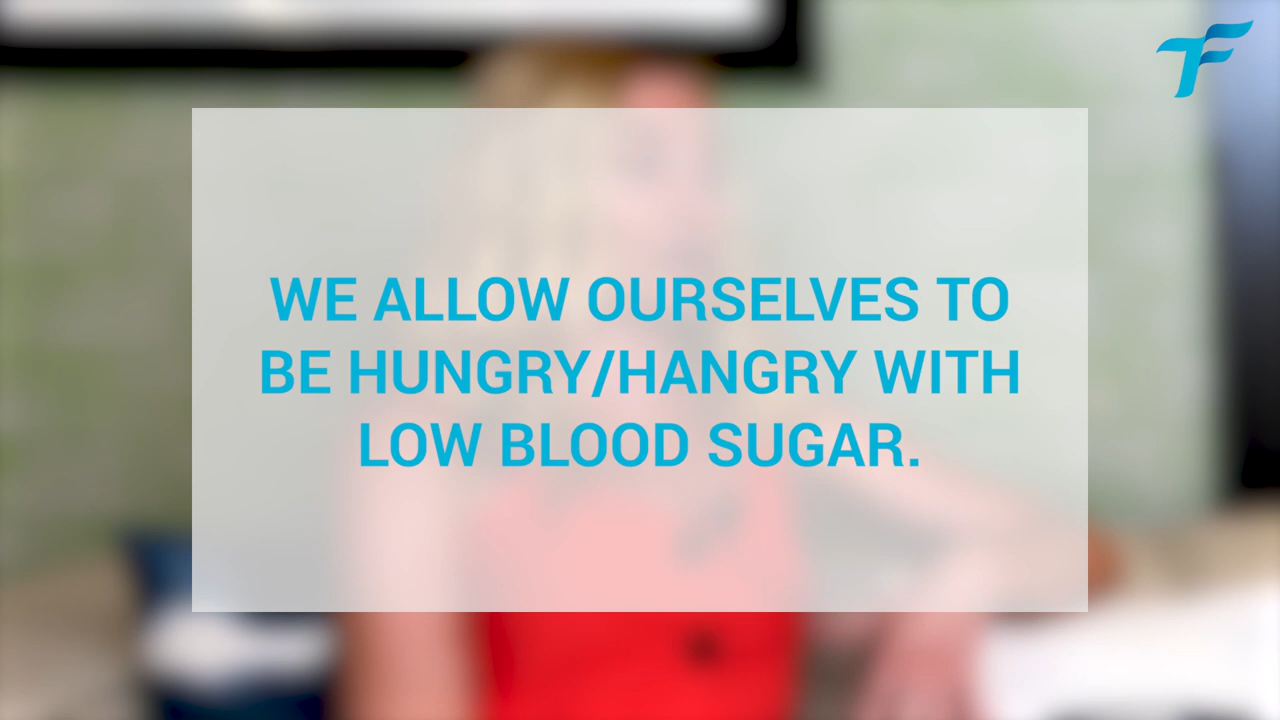 WE ALLOW OURSELVES TO
BE HUNGRY/HANGRY WITH
LOW BLOOD SUGAR.